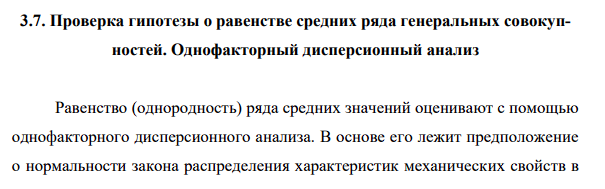 3.7. Проверка гипотезы о равенстве средних ряда генеральных совокуп-
ностей. Однофакторный дисперсионный анализ
Равенство (однородность) ряда средних значений оценивают с помощью
однофакторного дисперсионного анализа. В основе его лежит предположение
о нормальности закона распределения характеристик механических свойств в